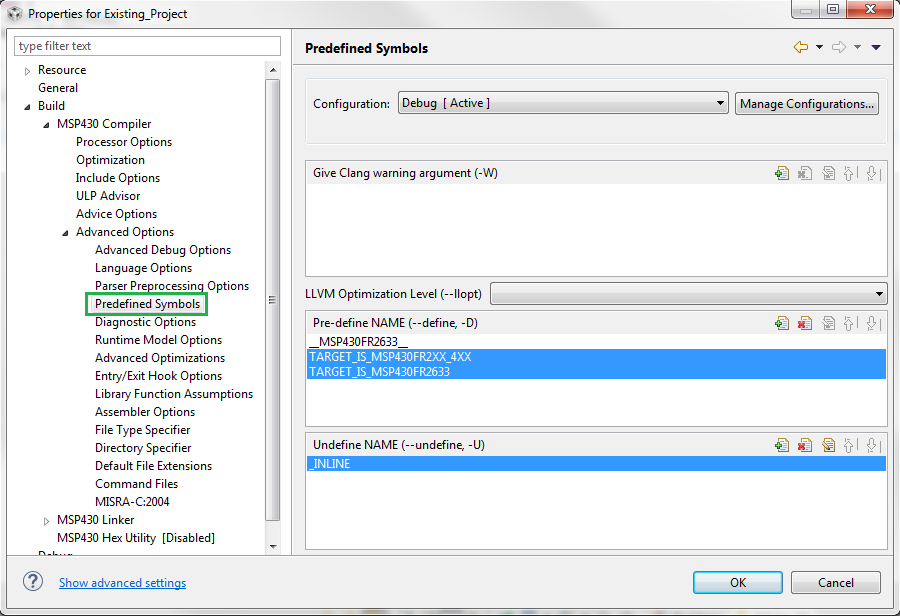 Properties for Existing_Project
type filter text
Resource
General
Build
MSP430 Compiler
Processor Options
Optimization
Include Options
ULP Advisor
Advice Options
Advanced Options
Advanced Debug Options
Language Options
Parser Preprocessing Options
Predefined Symbols
Diagnostic Options
Runtime Model Options
Advanced Optimizations
Entry/Exit Hook Options
Library Function Assumptions
Assembler Options
File Type Specifier
Directory Specifier
Default File Extensions
Command Files
MISRA-C:2004
MSP430 Linker
MSP430 Hex Utility [Disabled]
Debug
Predefined Symbols
Configuration: Debug [ Active ] Manage Configurations...
Give Clang warning argument (-W)
LLVM Optimization Level (--llopt)
Pre-define NAME (--define, -D)
__MSP430FR2633__
TARGET_IS_MSP430FR2XX_4XX
TARGET_IS_MSP430FR2633
Undefine NAME (--undefine, -U)
_INLINE
Show advanced settings
OK Cancel